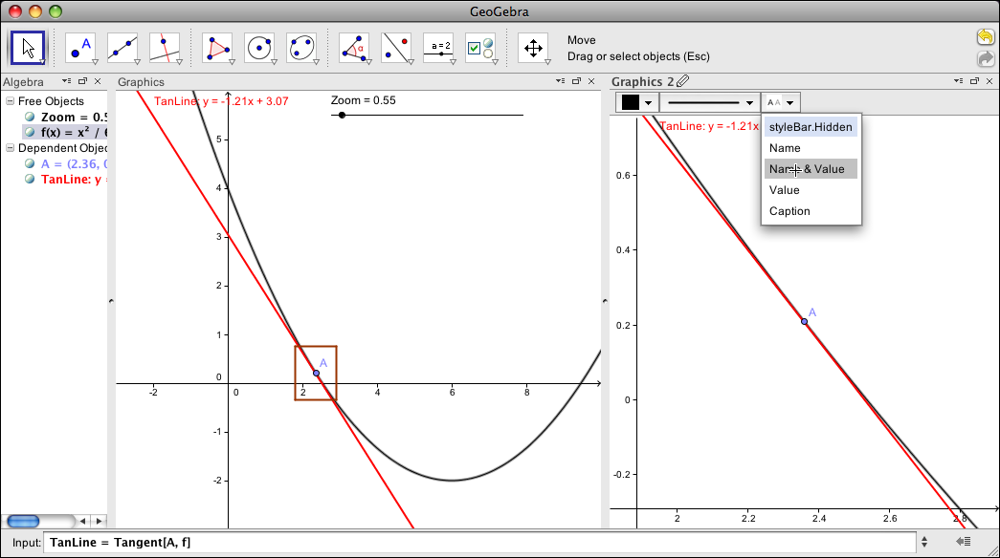 GeoGebra
A
a = 2
α
Move
Drag or select objects (Esc)
Algebra
Graphics
Graphics 2
Free Objects
Zoom = 0.5
f(x) = x² / 6
Dependent Objec
A = (2.36, 0
TanLine: y =
TanLine: y = -1.21x + 3.07
Zoom = 0.55
5
4
3
2
1
0
-1
-2
-2
0
2
4
6
8
A
A A
styleBar.Hidden
Name
Name & Value
Value
Caption
TanLine: y = -1.21x
0.6
0.4
0.2
0
-0.2
2
2.2
2.4
2.6
2.8
A
Input:
TanLine = Tangent[A, f]